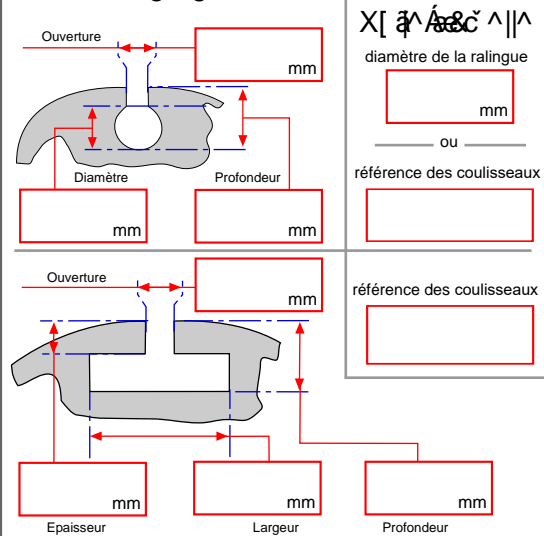 Ouverture
mm
diamètre de la ralingue
mm
ou
référence des coulisseaux
Diamètre
mm
Profondeur
mm
Ouverture
mm
référence des coulisseaux
mm
mm
mm
Epaisseur
Largeur
Profondeur